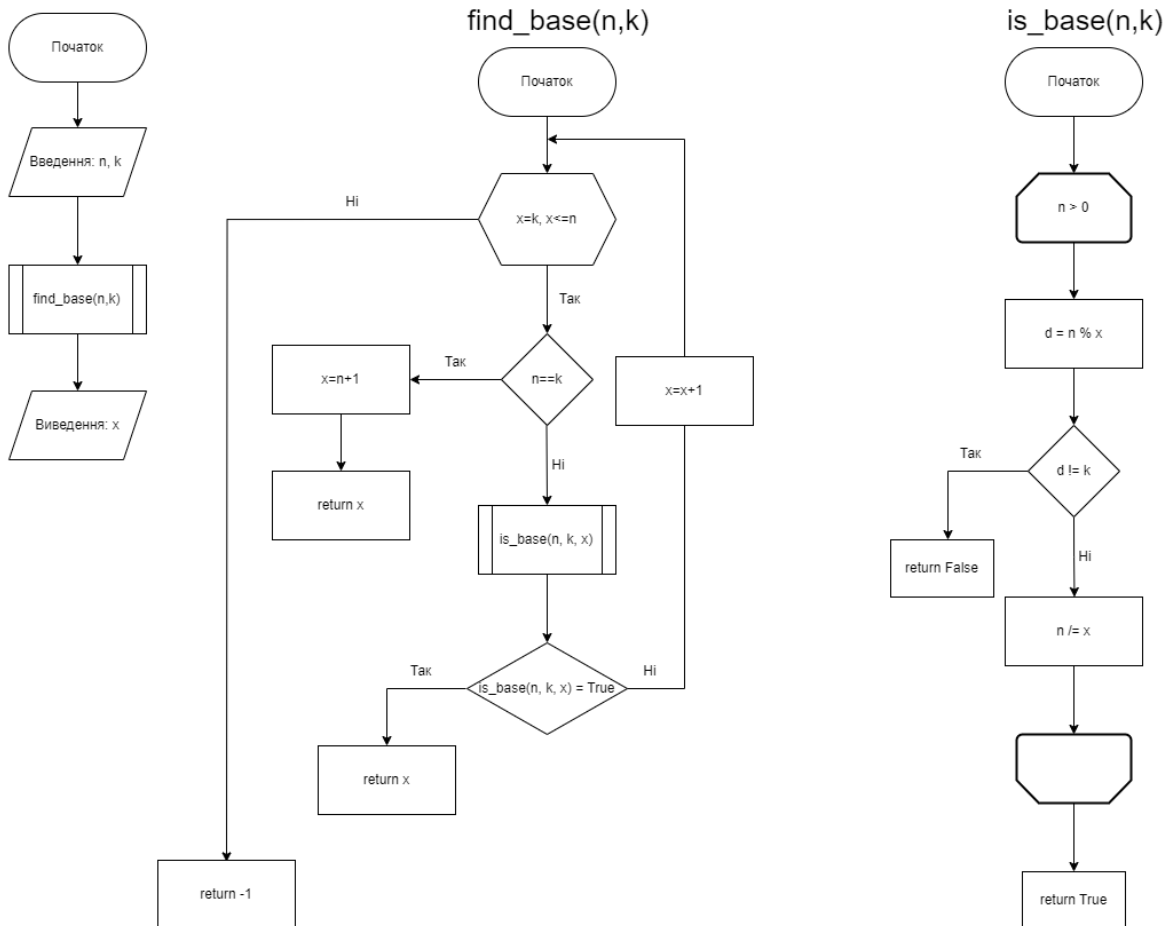 Початок
Введення: n, k
find_base(n,k)
Виведення: x
find_base(n,k)
Початок
x=k, x<=n
Ні
Так
n==k
Так
x=n+1
return x
Ні
is_base(n, k, x)
is_base(n, k, x) = True
Так
return x
Ні
x=x+1
return -1
is_base(n,k)
Початок
n > 0
d = n % x
d != k
Так
return False
Ні
n /= x
return True